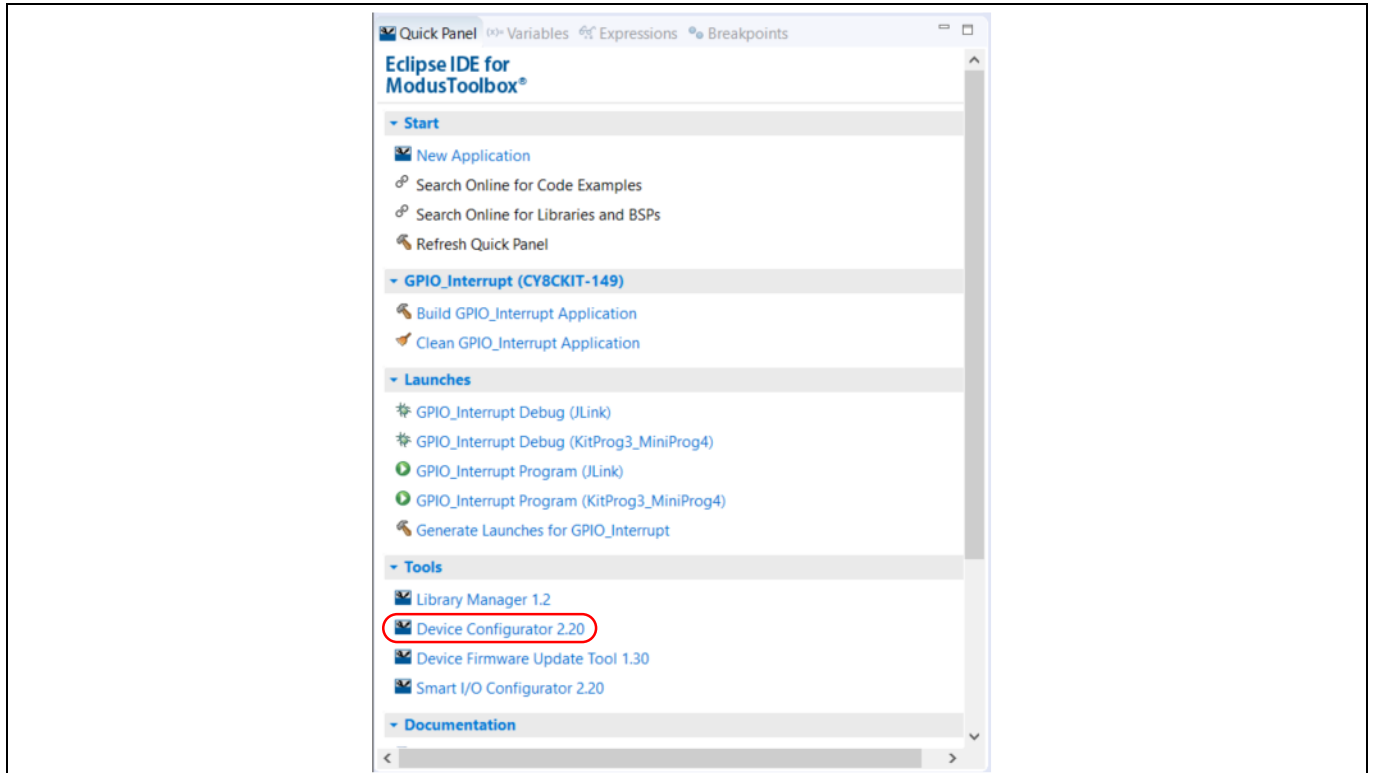 Quick Panel (x)= Variables Expressions Breakpoints
Eclipse IDE for
ModusToolbox®
Start
New Application
Search Online for Code Examples
Search Online for Libraries and BSPs
Refresh Quick Panel
GPIO_Interrupt (CY8CKIT-149)
Build GPIO_Interrupt Application
Clean GPIO_Interrupt Application
Launches
GPIO_Interrupt Debug (JLink)
GPIO_Interrupt Debug (KitProg3_MiniProg4)
GPIO_Interrupt Program (JLink)
GPIO_Interrupt Program (KitProg3_MiniProg4)
Generate Launches for GPIO_Interrupt
Tools
Library Manager 1.2
Device Configurator 2.20
Device Firmware Update Tool 1.30
Smart I/O Configurator 2.20
Documentation